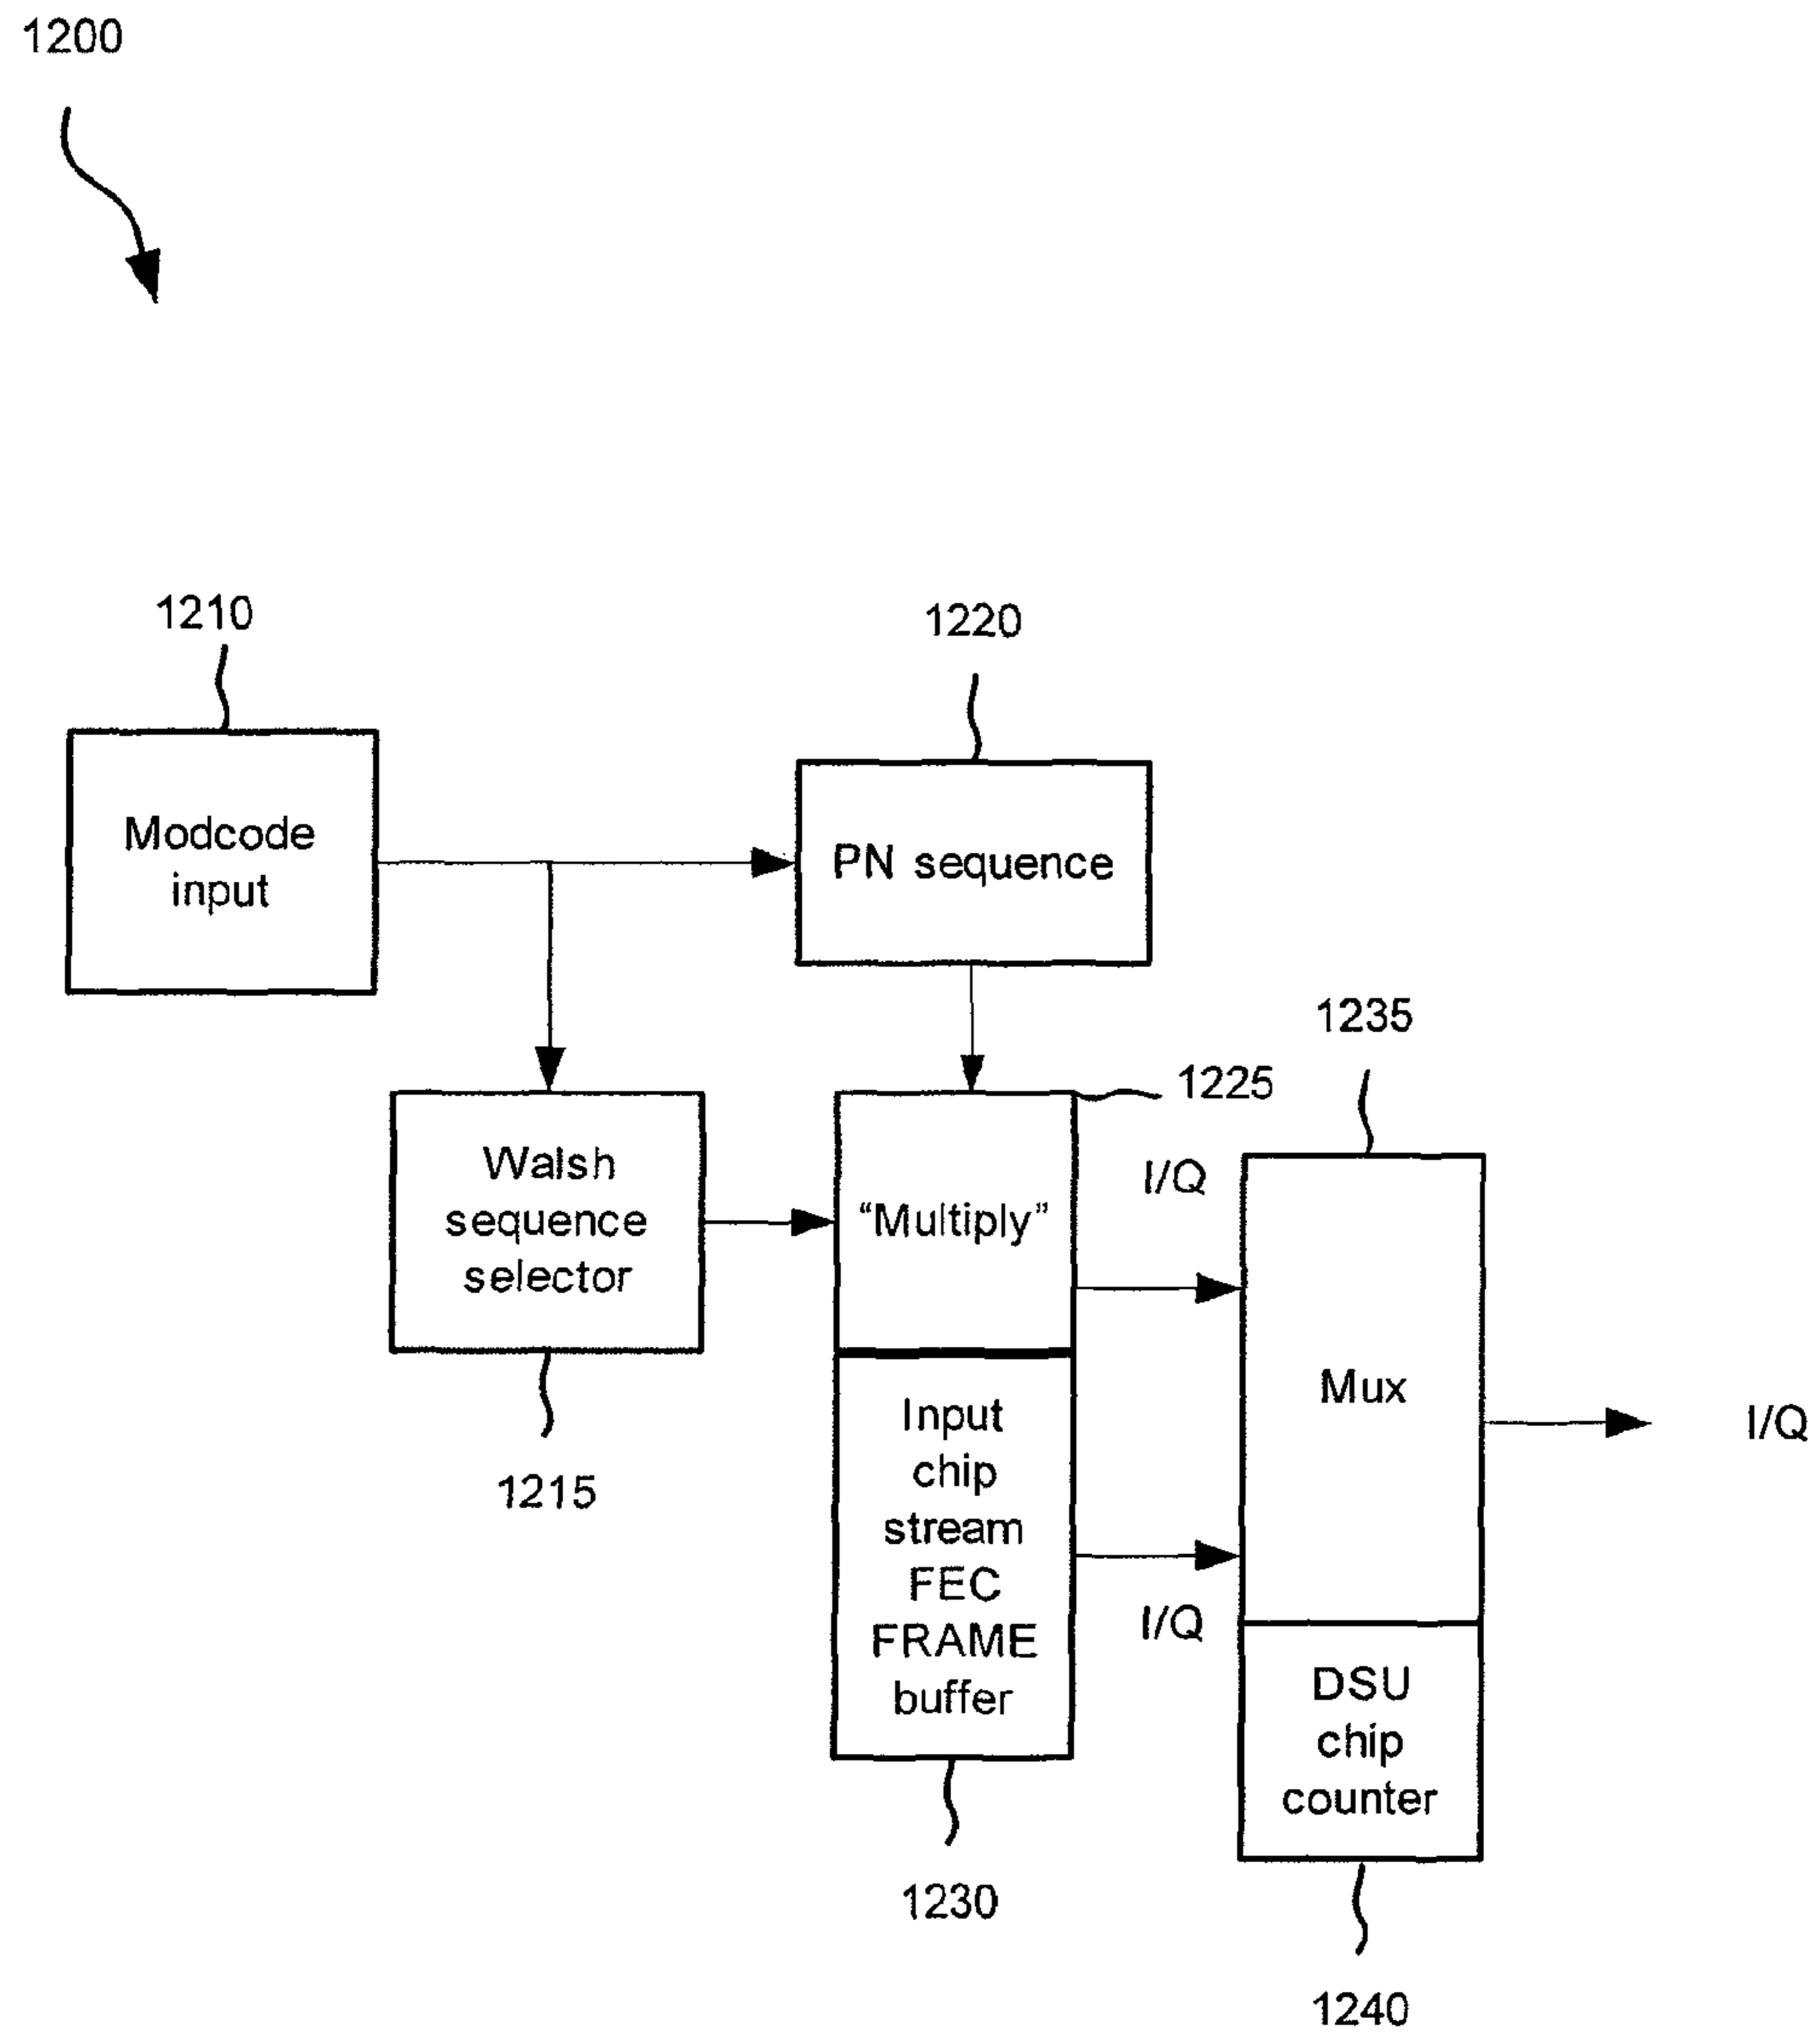 1200
1210
1220
Modcode
input
PN sequence
1235
1225
Walsh
sequence
selector
“Multiply”
I/Q
Mux
I/Q
Input
chip
stream
FEC
FRAME
buffer
I/Q
1215
DSU
chip
counter
1230
1240